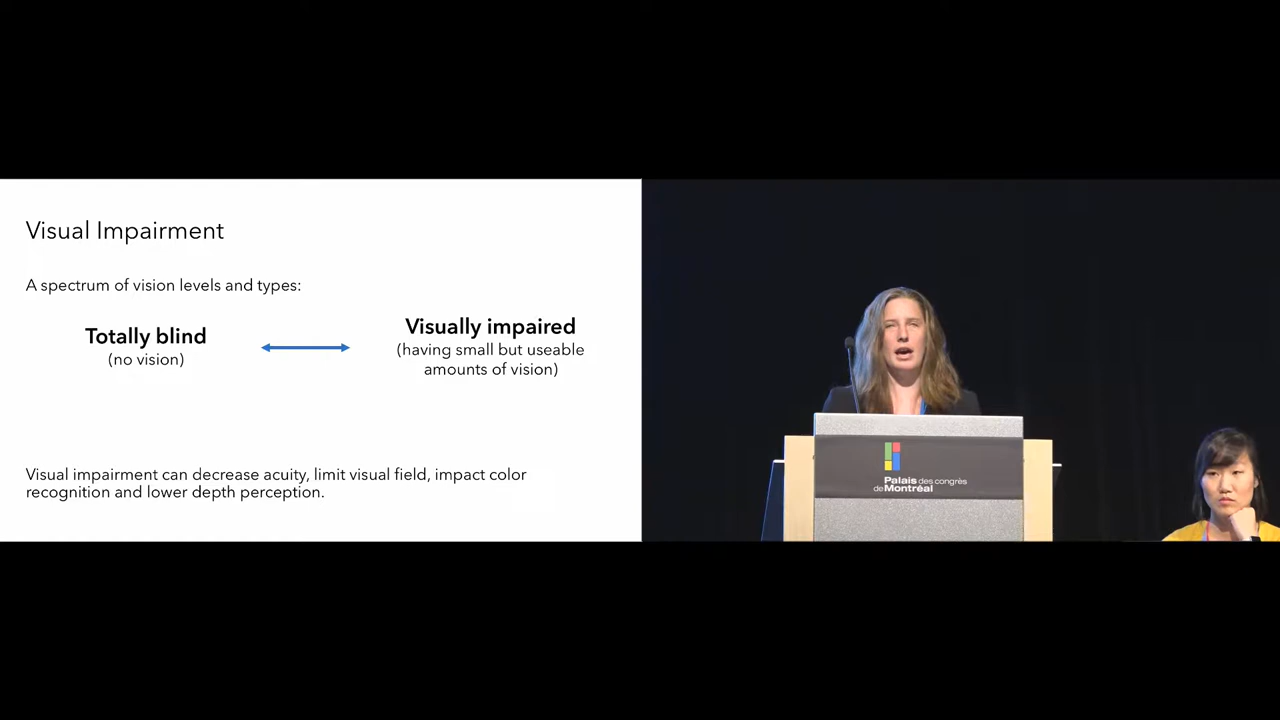 Visual Impairment
A spectrum of vision levels and types:
Totally blind
(no vision)
Visually impaired
(having small but useable
amounts of vision)
Visual impairment can decrease acuity, limit visual field, impact color
recognition and lower depth perception.
Palais des congrès
de Montréal